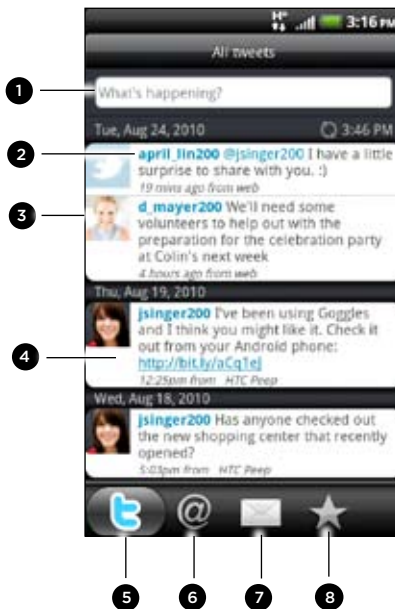 H
3:16 PM
All tweets
1
What's happening?
Tue, Aug 24, 2010
3:46 PM
2
april_lin200 @jsinger200 I have a little
surprise to share with you. :)
19 mins ago from web
3
d_mayer200 We'll need some
volunteers to help out with the
preparation for the celebration party
at Colin's next week
4 hours ago from web
Thu, Aug 19, 2010
4
jsinger200 I've been using Goggles
and I think you might like it. Check it
out from your Android phone:
http://bit.ly/aCq1eJ
12:25pm from HTC Peep
Wed, Aug 18, 2010
jsinger200 Has anyone checked out
the new shopping center that recently
opened?
5:03pm from HTC Peep
t
@
5
6
7
8